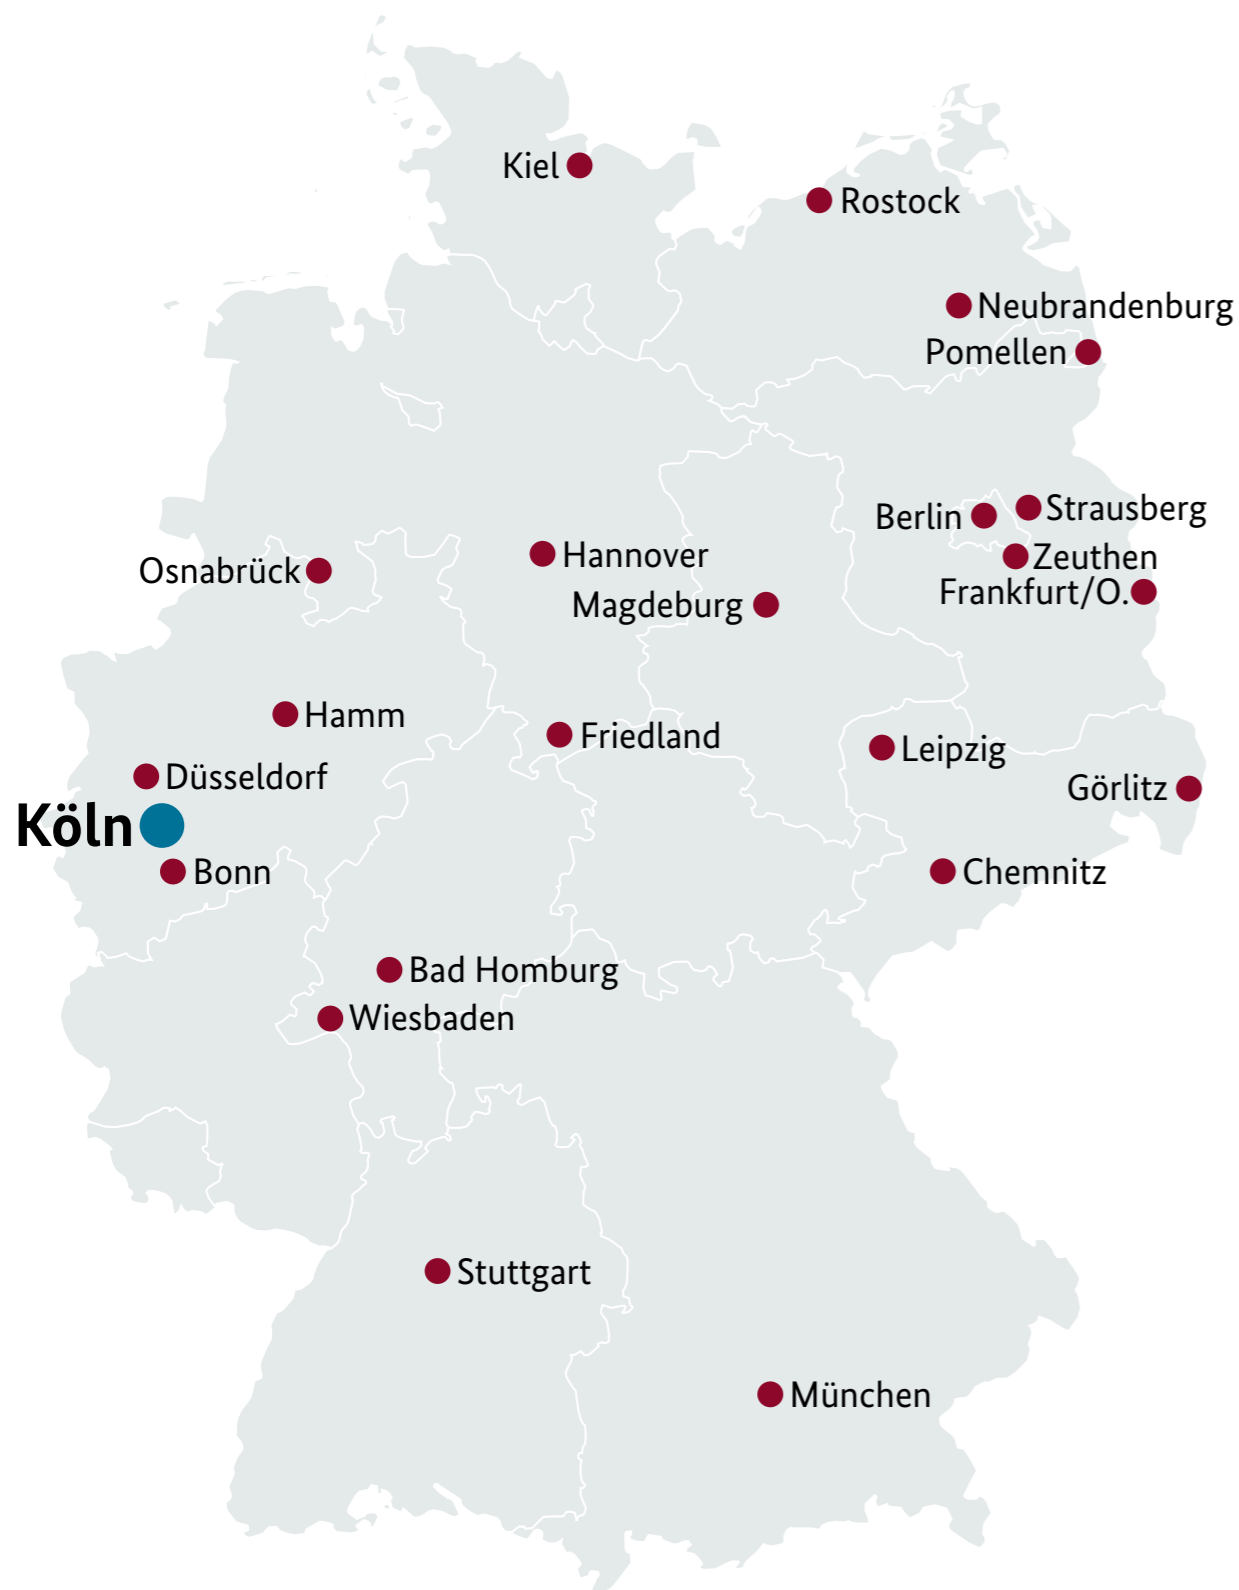 Kiel
Rostock
Neubrandenburg
Pomellen
Berlin
Strausberg
Zeuthen
Frankfurt/O.
Osnabrück
Hannover
Magdeburg
Hamm
Friedland
Leipzig
Düsseldorf
Görlitz
Köln
Bonn
Chemnitz
Bad Homburg
Wiesbaden
Stuttgart
München